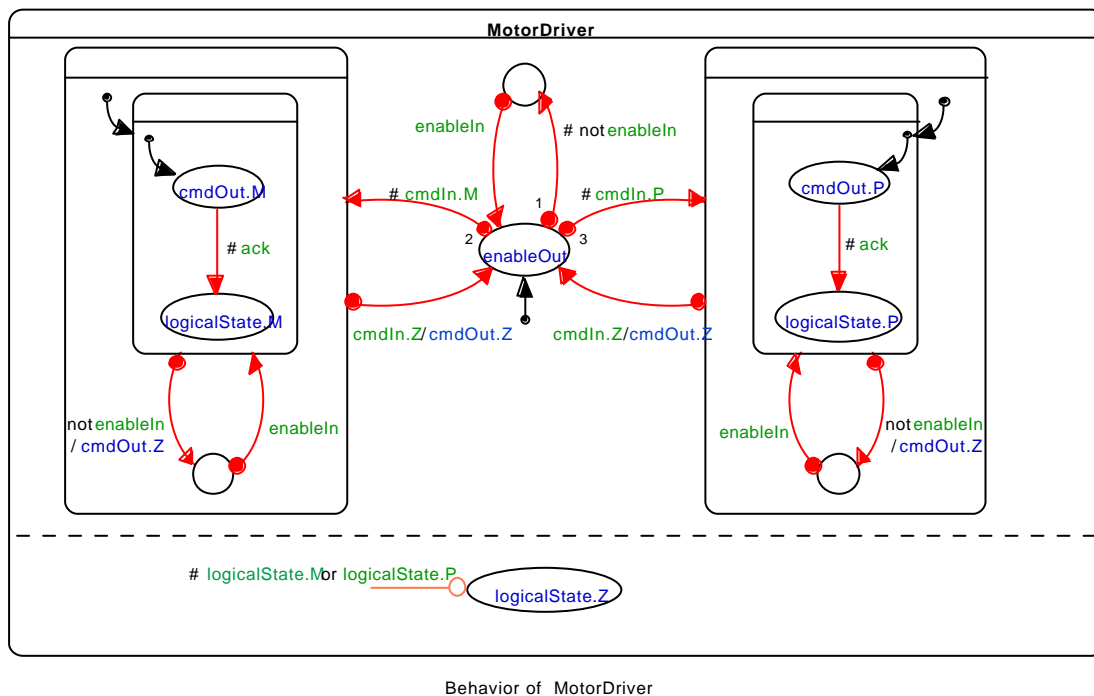 MotorDriver
enableIn
# not enableIn
# cmdIn.M
# cmdIn.P
1
2
3
enableOut
cmdOut.M
# ack
logicalState.M
cmdOut.P
# ack
logicalState.P
cmdIn.Z/cmdOut.Z
cmdIn.Z/cmdOut.Z
not enableIn
/ cmdOut.Z
enableIn
enableIn
not enableIn
/ cmdOut.Z
# logicalState.M or logicalState.P
logicalState.Z
Behavior of MotorDriver